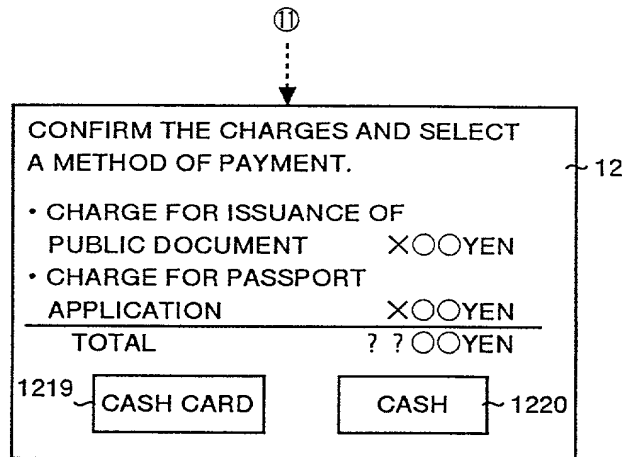 ⑪
CONFIRM THE CHARGES AND SELECT
A METHOD OF PAYMENT.
12
・CHARGE FOR ISSUANCE OF
PUBLIC DOCUMENT ×○○YEN
・CHARGE FOR PASSPORT
APPLICATION ×○○YEN
TOTAL ? ?○○YEN
1219 CASH CARD CASH 1220